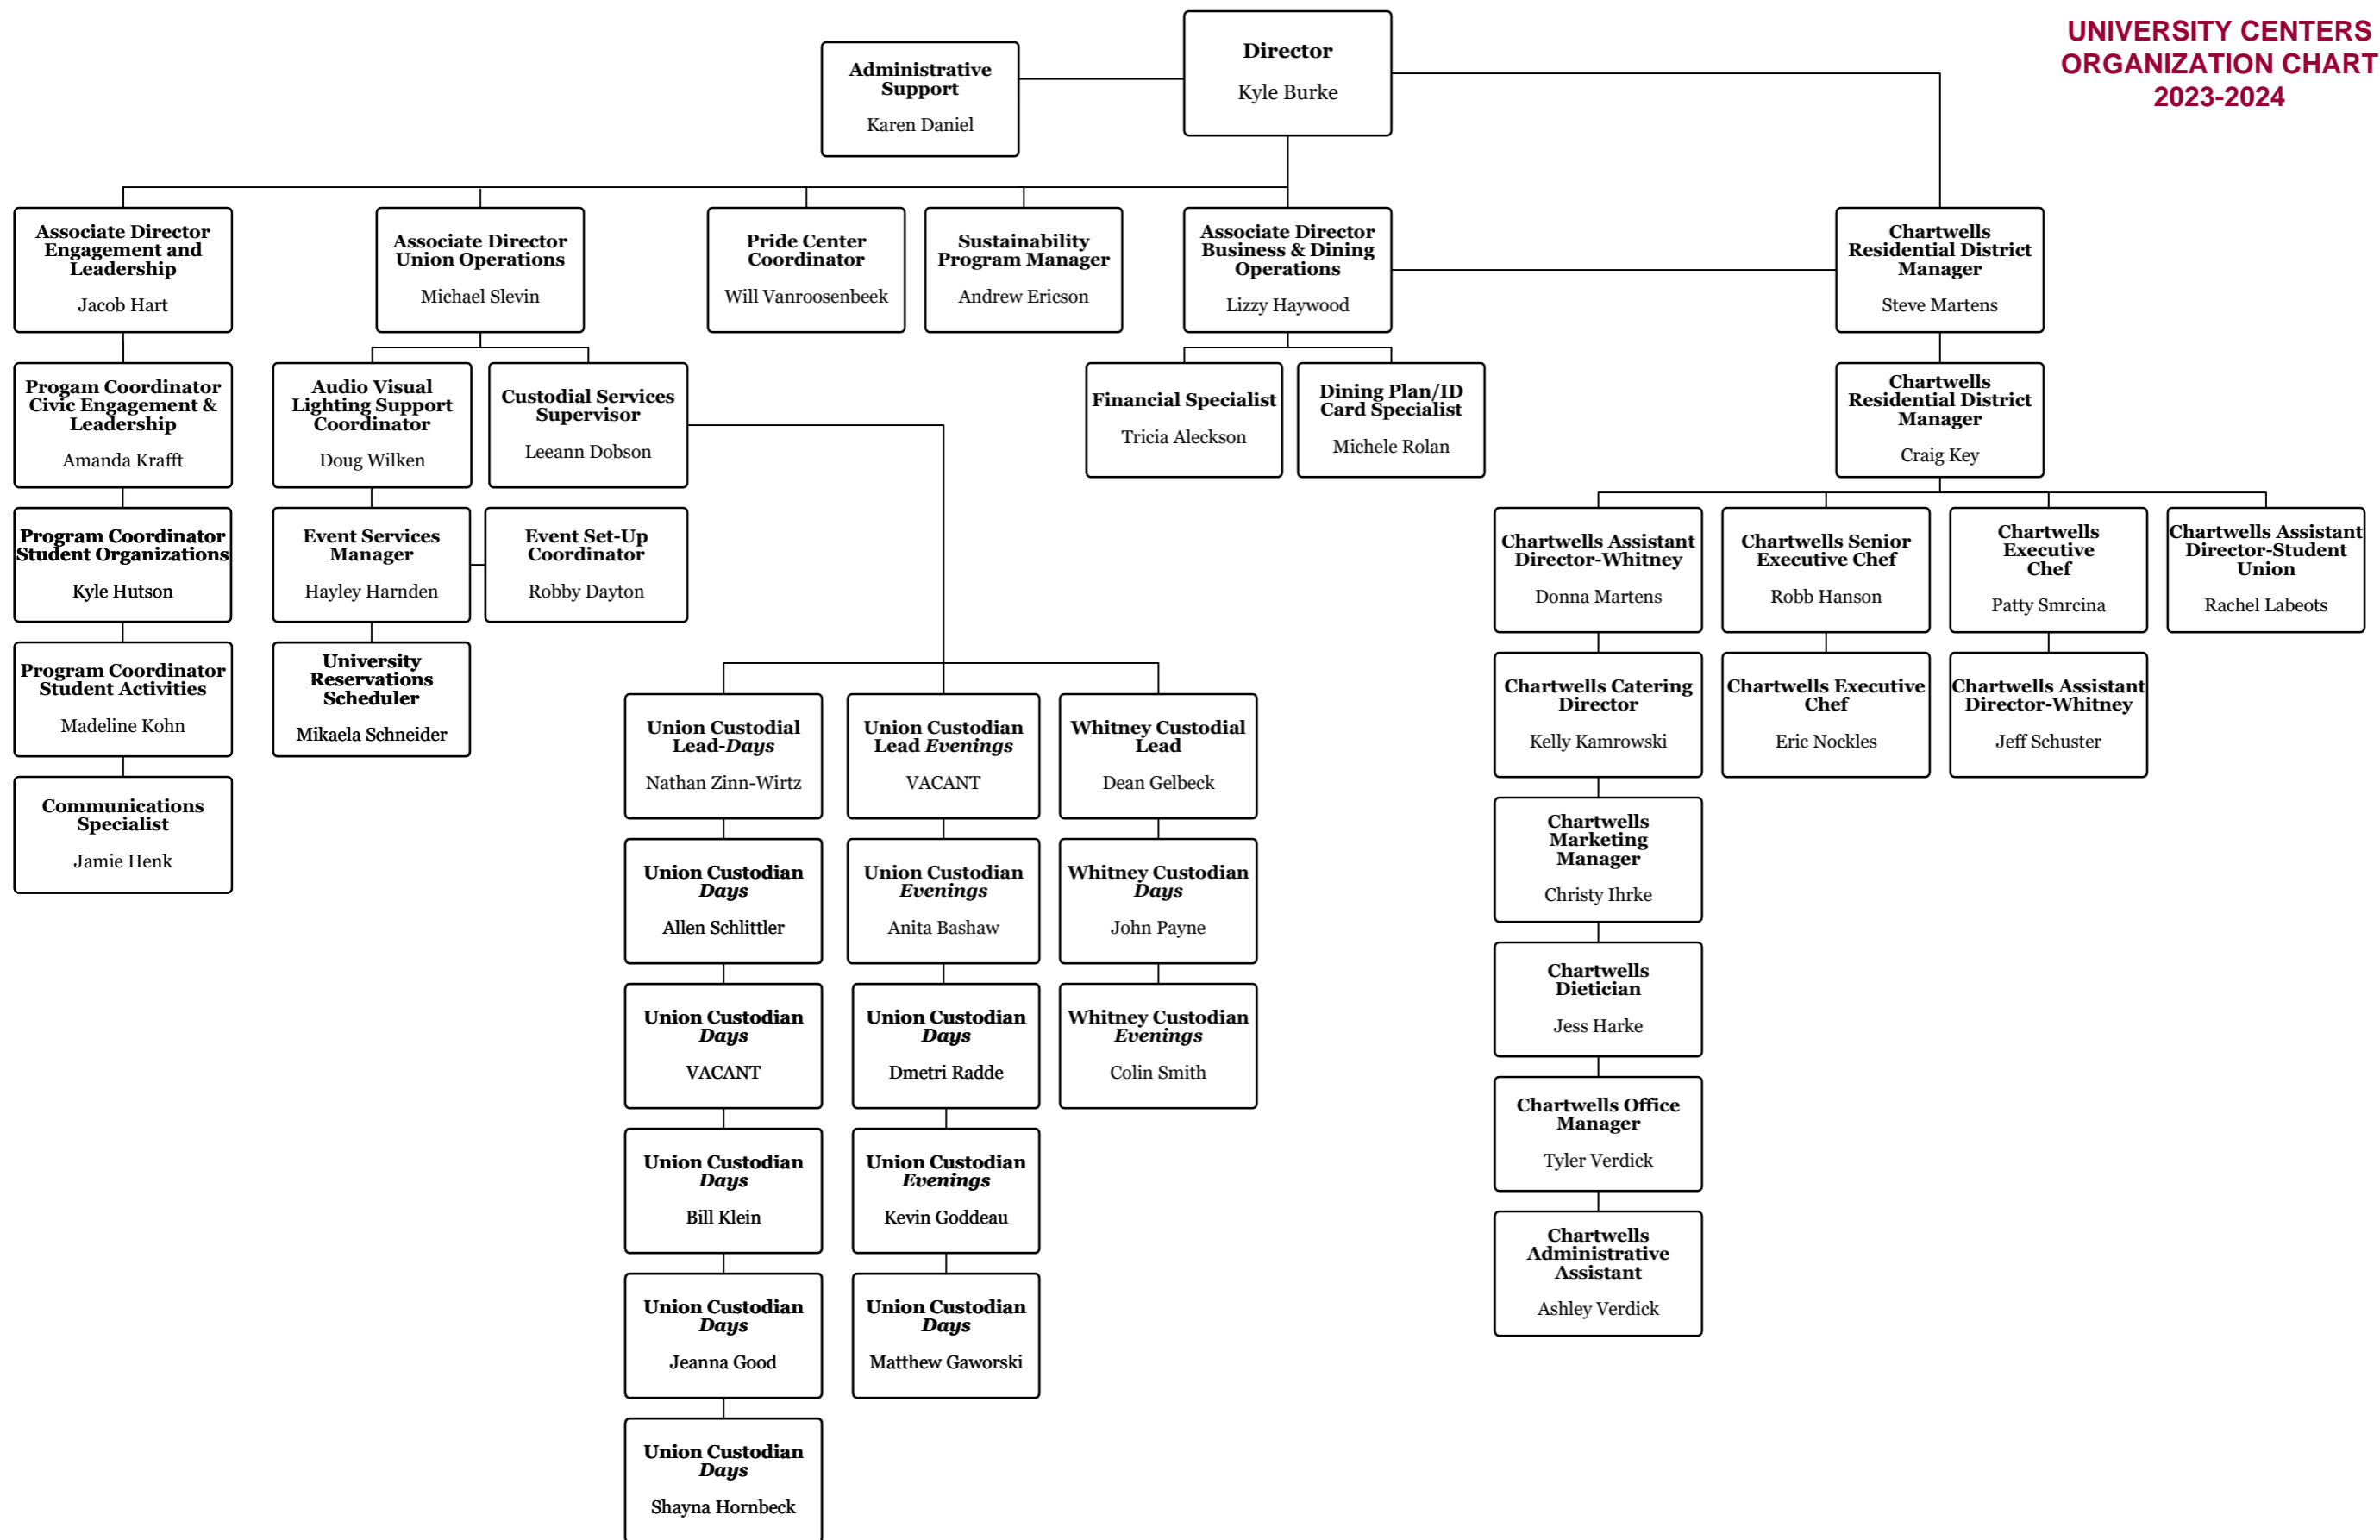 UNIVERSITY CENTERS
ORGANIZATION CHART
2023-2024
Director
Kyle Burke
Administrative
Support
Karen Daniel
Associate Director
Engagement and
Leadership
Jacob Hart
Associate Director
Union Operations
Michael Slevin
Pride Center
Coordinator
Will Vanroosenbeek
Sustainability
Program Manager
Andrew Ericson
Associate Director
Business & Dining
Operations
Lizzy Haywood
Chartwells
Residential District
Manager
Steve Martens
Progam Coordinator
Civic Engagement &
Leadership
Amanda Krafft
Audio Visual
Lighting Support
Coordinator
Doug Wilken
Custodial Services
Supervisor
Leeann Dobson
Financial Specialist
Tricia Aleckson
Dining Plan/ID
Card Specialist
Michele Rolan
Chartwells
Residential District
Manager
Craig Key
Program Coordinator
Student Organizations
Kyle Hutson
Event Services
Manager
Hayley Harnden
Event Set-Up
Coordinator
Robby Dayton
Chartwells Assistant
Director-Whitney
Donna Martens
Chartwells Senior
Executive Chef
Robb Hanson
Chartwells
Executive
Chef
Patty Smrcina
Chartwells Assistant
Director-Student
Union
Rachel Labeots
Program Coordinator
Student Activities
Madeline Kohn
University
Reservations
Scheduler
Mikaela Schneider
Union Custodial
Lead-Days
Nathan Zinn-Wirtz
Union Custodian
Lead Evenings
VACANT
Whitney Custodial
Lead
Dean Gelbeck
Chartwells Catering
Director
Kelly Kamrowski
Chartwells Executive
Chef
Eric Nockles
Chartwells Assistant
Director-Whitney
Jeff Schuster
Communications
Specialist
Jamie Henk
Union Custodian
Days
Allen Schlittler
Union Custodian
Evenings
Anita Bashaw
Whitney Custodian
Days
John Payne
Chartwells
Marketing
Manager
Christy Ihrke
Union Custodian
Days
VACANT
Union Custodian
Days
Dmetri Radde
Whitney Custodian
Evenings
Colin Smith
Chartwells
Dietician
Jess Harke
Union Custodian
Days
Bill Klein
Union Custodian
Evenings
Kevin Goddeau
Chartwells Office
Manager
Tyler Verdick
Union Custodian
Days
Jeanna Good
Union Custodian
Days
Matthew Gaworski
Chartwells
Administrative
Assistant
Ashley Verdick
Union Custodian
Days
Shayna Hornbeck